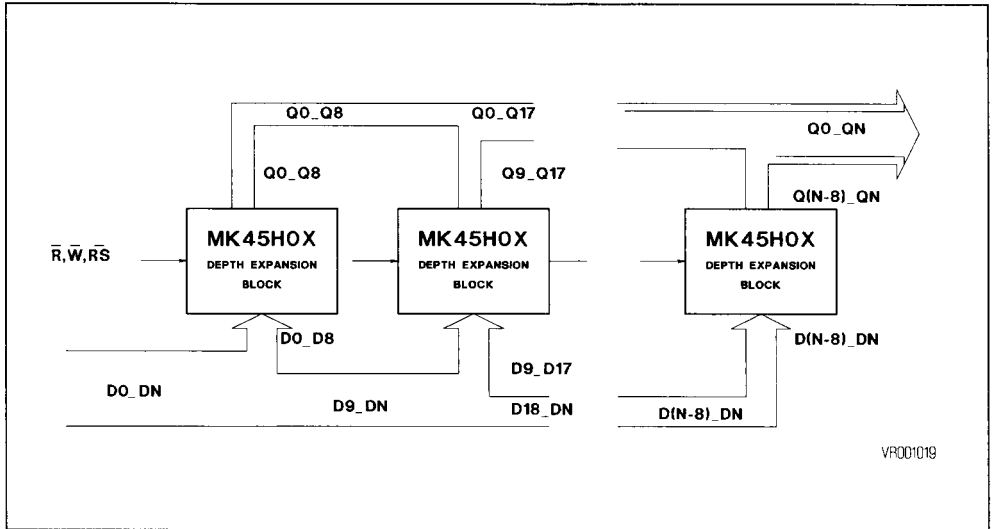 Q0_Q8
Q0_Q17
Q0_QN
Q0_Q8
Q9_Q17
Q(N-8)_QN
R̅, W̅, R̅S̅
MK45H0X
DEPTH EXPANSION
BLOCK
MK45H0X
DEPTH EXPANSION
BLOCK
MK45H0X
DEPTH EXPANSION
BLOCK
D0_D8
D(N-8)_DN
D9_D17
D0_DN
D9_DN
D18_DN
D(N-8)_DN
VR001019